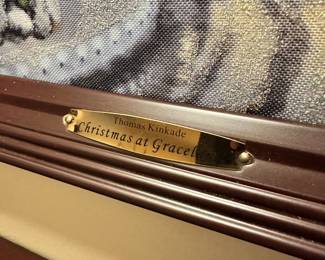 Thomas Kinkade
Christmas at